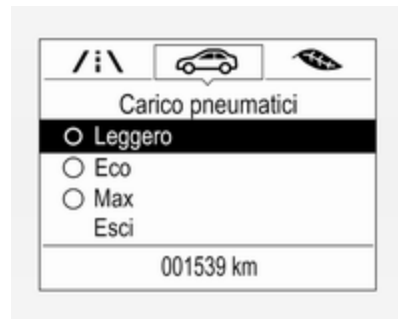 Carico pneumatici
Leggero
Eco
Max
Esci
001539 km